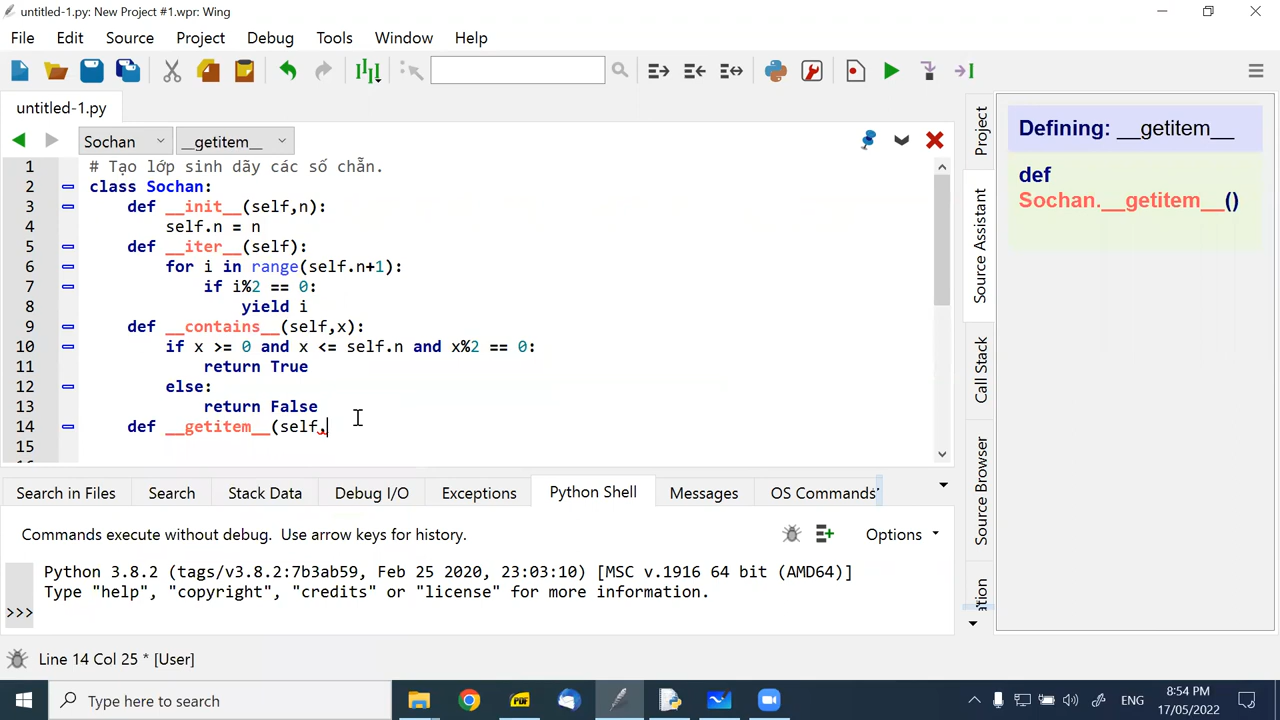 untitled-1.py: New Project #1.wpr: Wing
File Edit Source Project Debug Tools Window Help
untitled-1.py
Sochan __getitem__
1 # Tạo lớp sinh dãy các số chẵn.
2 class Sochan:
3 def __init__(self,n):
4 self.n = n
5 def __iter__(self):
6 for i in range(self.n+1):
7 if i%2 == 0:
8 yield i
9 def __contains__(self,x):
10 if x >= 0 and x <= self.n and x%2 == 0:
11 return True
12 else:
13 return False
14 def __getitem__(self,
15
Project
Source Assistant
Call Stack
Source Browser
Defining: __getitem__
def
Sochan.__getitem__()
Search in Files Search Stack Data Debug I/O Exceptions Python Shell Messages OS Commands
Commands execute without debug. Use arrow keys for history.
Options
Python 3.8.2 (tags/v3.8.2:7b3ab59, Feb 25 2020, 23:03:10) [MSC v.1916 64 bit (AMD64)]
Type "help", "copyright", "credits" or "license" for more information.
>>>
Line 14 Col 25 * [User]
Type here to search
PDF
ENG
8:54 PM
17/05/2022